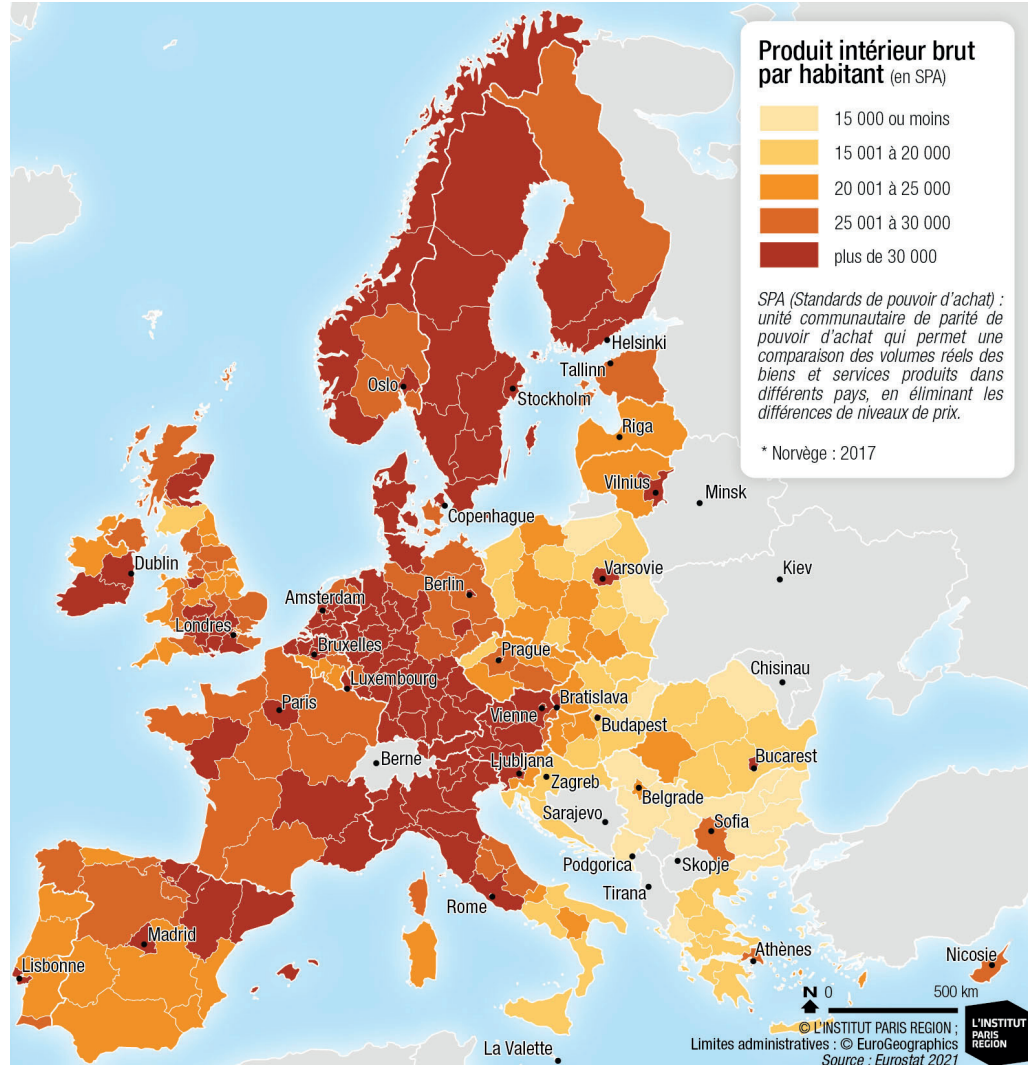 Produit intérieur brut
par habitant (en SPA)
15 000 ou moins
15 001 à 20 000
20 001 à 25 000
25 001 à 30 000
plus de 30 000
SPA (Standards de pouvoir d'achat) :
unité communautaire de parité de
pouvoir d'achat qui permet une
comparaison des volumes réels des
biens et services produits dans
différents pays, en éliminant les
différences de niveaux de prix.
* Norvège : 2017
Helsinki
Tallinn
Oslo
Stockholm
Riga
Vilnius
Minsk
Copenhague
Dublin
Varsovie
Kiev
Berlin
Amsterdam
Londres
Bruxelles
Prague
Luxembourg
Chisinau
Paris
Bratislava
Vienne
Budapest
Berne
Ljubljana
Bucarest
Zagreb
Belgrade
Sarajevo
Sofia
Podgorica
Skopje
Tirana
Rome
Madrid
Lisbonne
Athènes
Nicosie
N 0 500 km
La Valette
© L'INSTITUT PARIS REGION ;
Limites administratives : © EuroGeographics
Source : Eurostat 2021
L'INSTITUT
PARIS
REGION